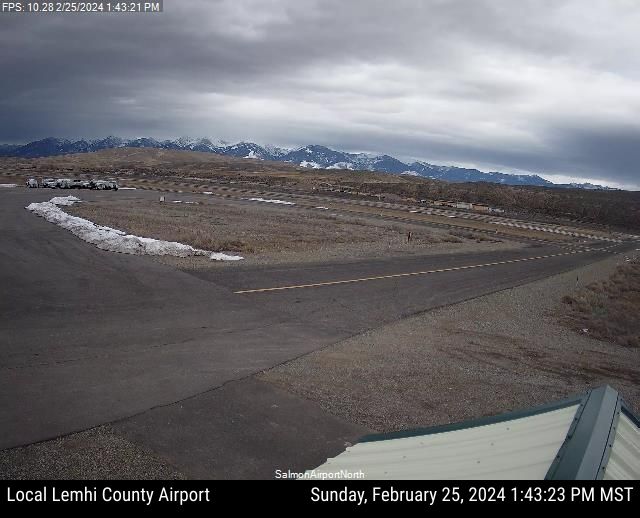 FPS: 10.28 2/25/2024 1:43:21 PM
SalmonAirportNorth
Local Lemhi County Airport Sunday, February 25, 2024 1:43:23 PM MST